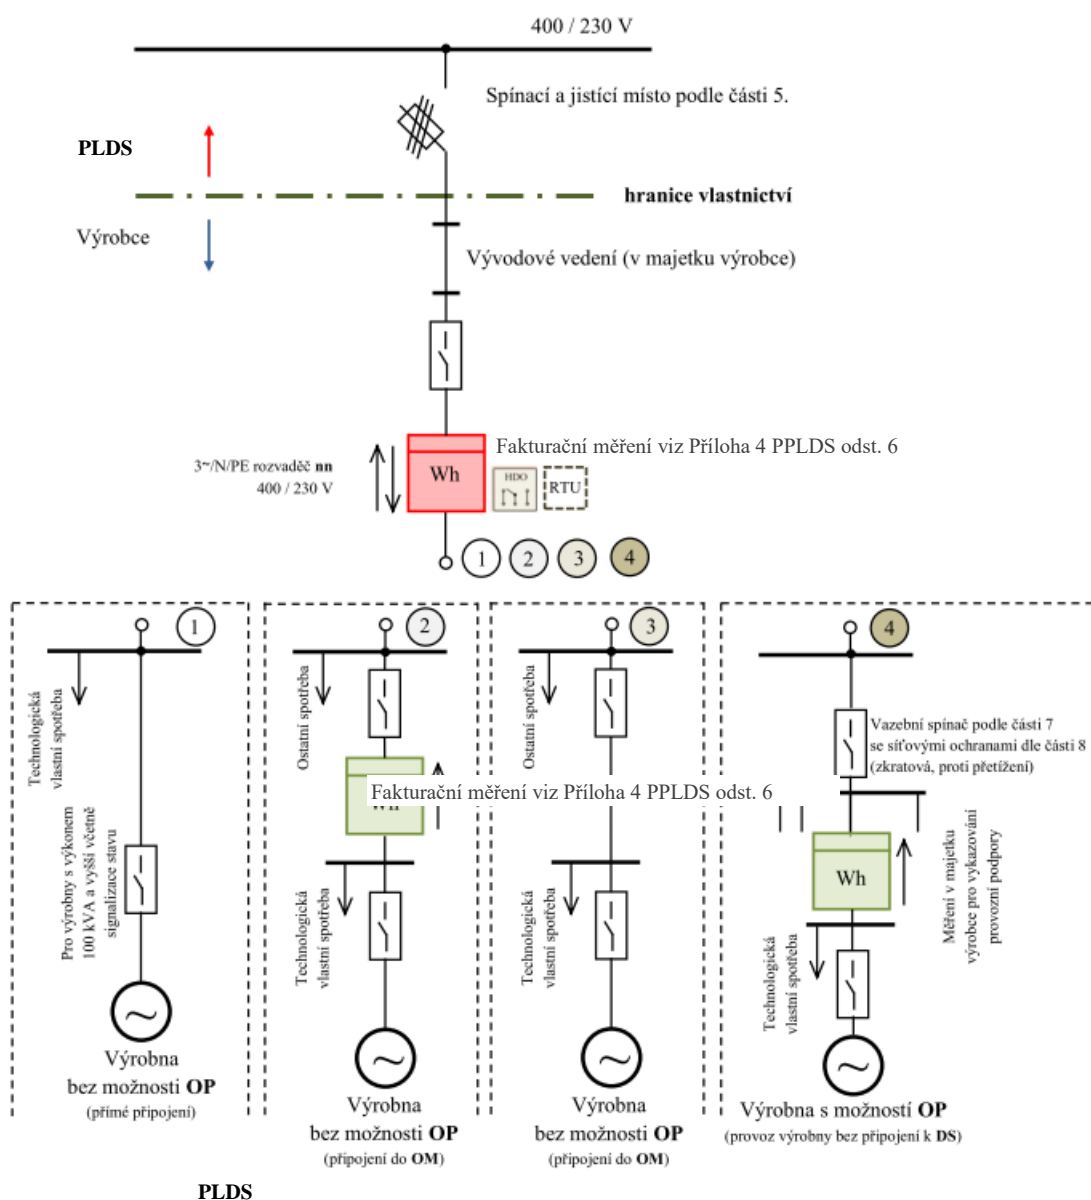 400 / 230 V
Spínací a jistící místo podle části 5.
PLDS
hranice vlastnictví
Výrobce
Vývodové vedení (v majetku výrobce)
Fakturační měření viz Příloha 4 PPLDS odst. 6
3~/N/PE rozvaděč nn
400 / 230 V
Wh
HDO
RTU
1
2
3
4
1
Technologická
vlastní spotřeba
Pro výrobny s výkonem
100 kVA a vyšší včetně
signalizace stavu
Výrobna
bez možnosti OP
(přímé připojení)
2
Ostatní spotřeba
Fakturační měření viz Příloha 4 PPLDS odst. 6
Technologická
vlastní spotřeba
Výrobna
bez možnosti OP
(připojení do OM)
3
Ostatní spotřeba
Technologická
vlastní spotřeba
Výrobna
bez možnosti OP
(připojení do OM)
4
Vazební spínač podle části 7
se síťovými ochranami dle části 8
(zkratová, proti přetížení)
Wh
Měření v majetku
výrobce pro vykazování
provozní podpory
Technologická
vlastní spotřeba
Výrobna s možností OP
(provoz výrobny bez připojení k DS)
PLDS